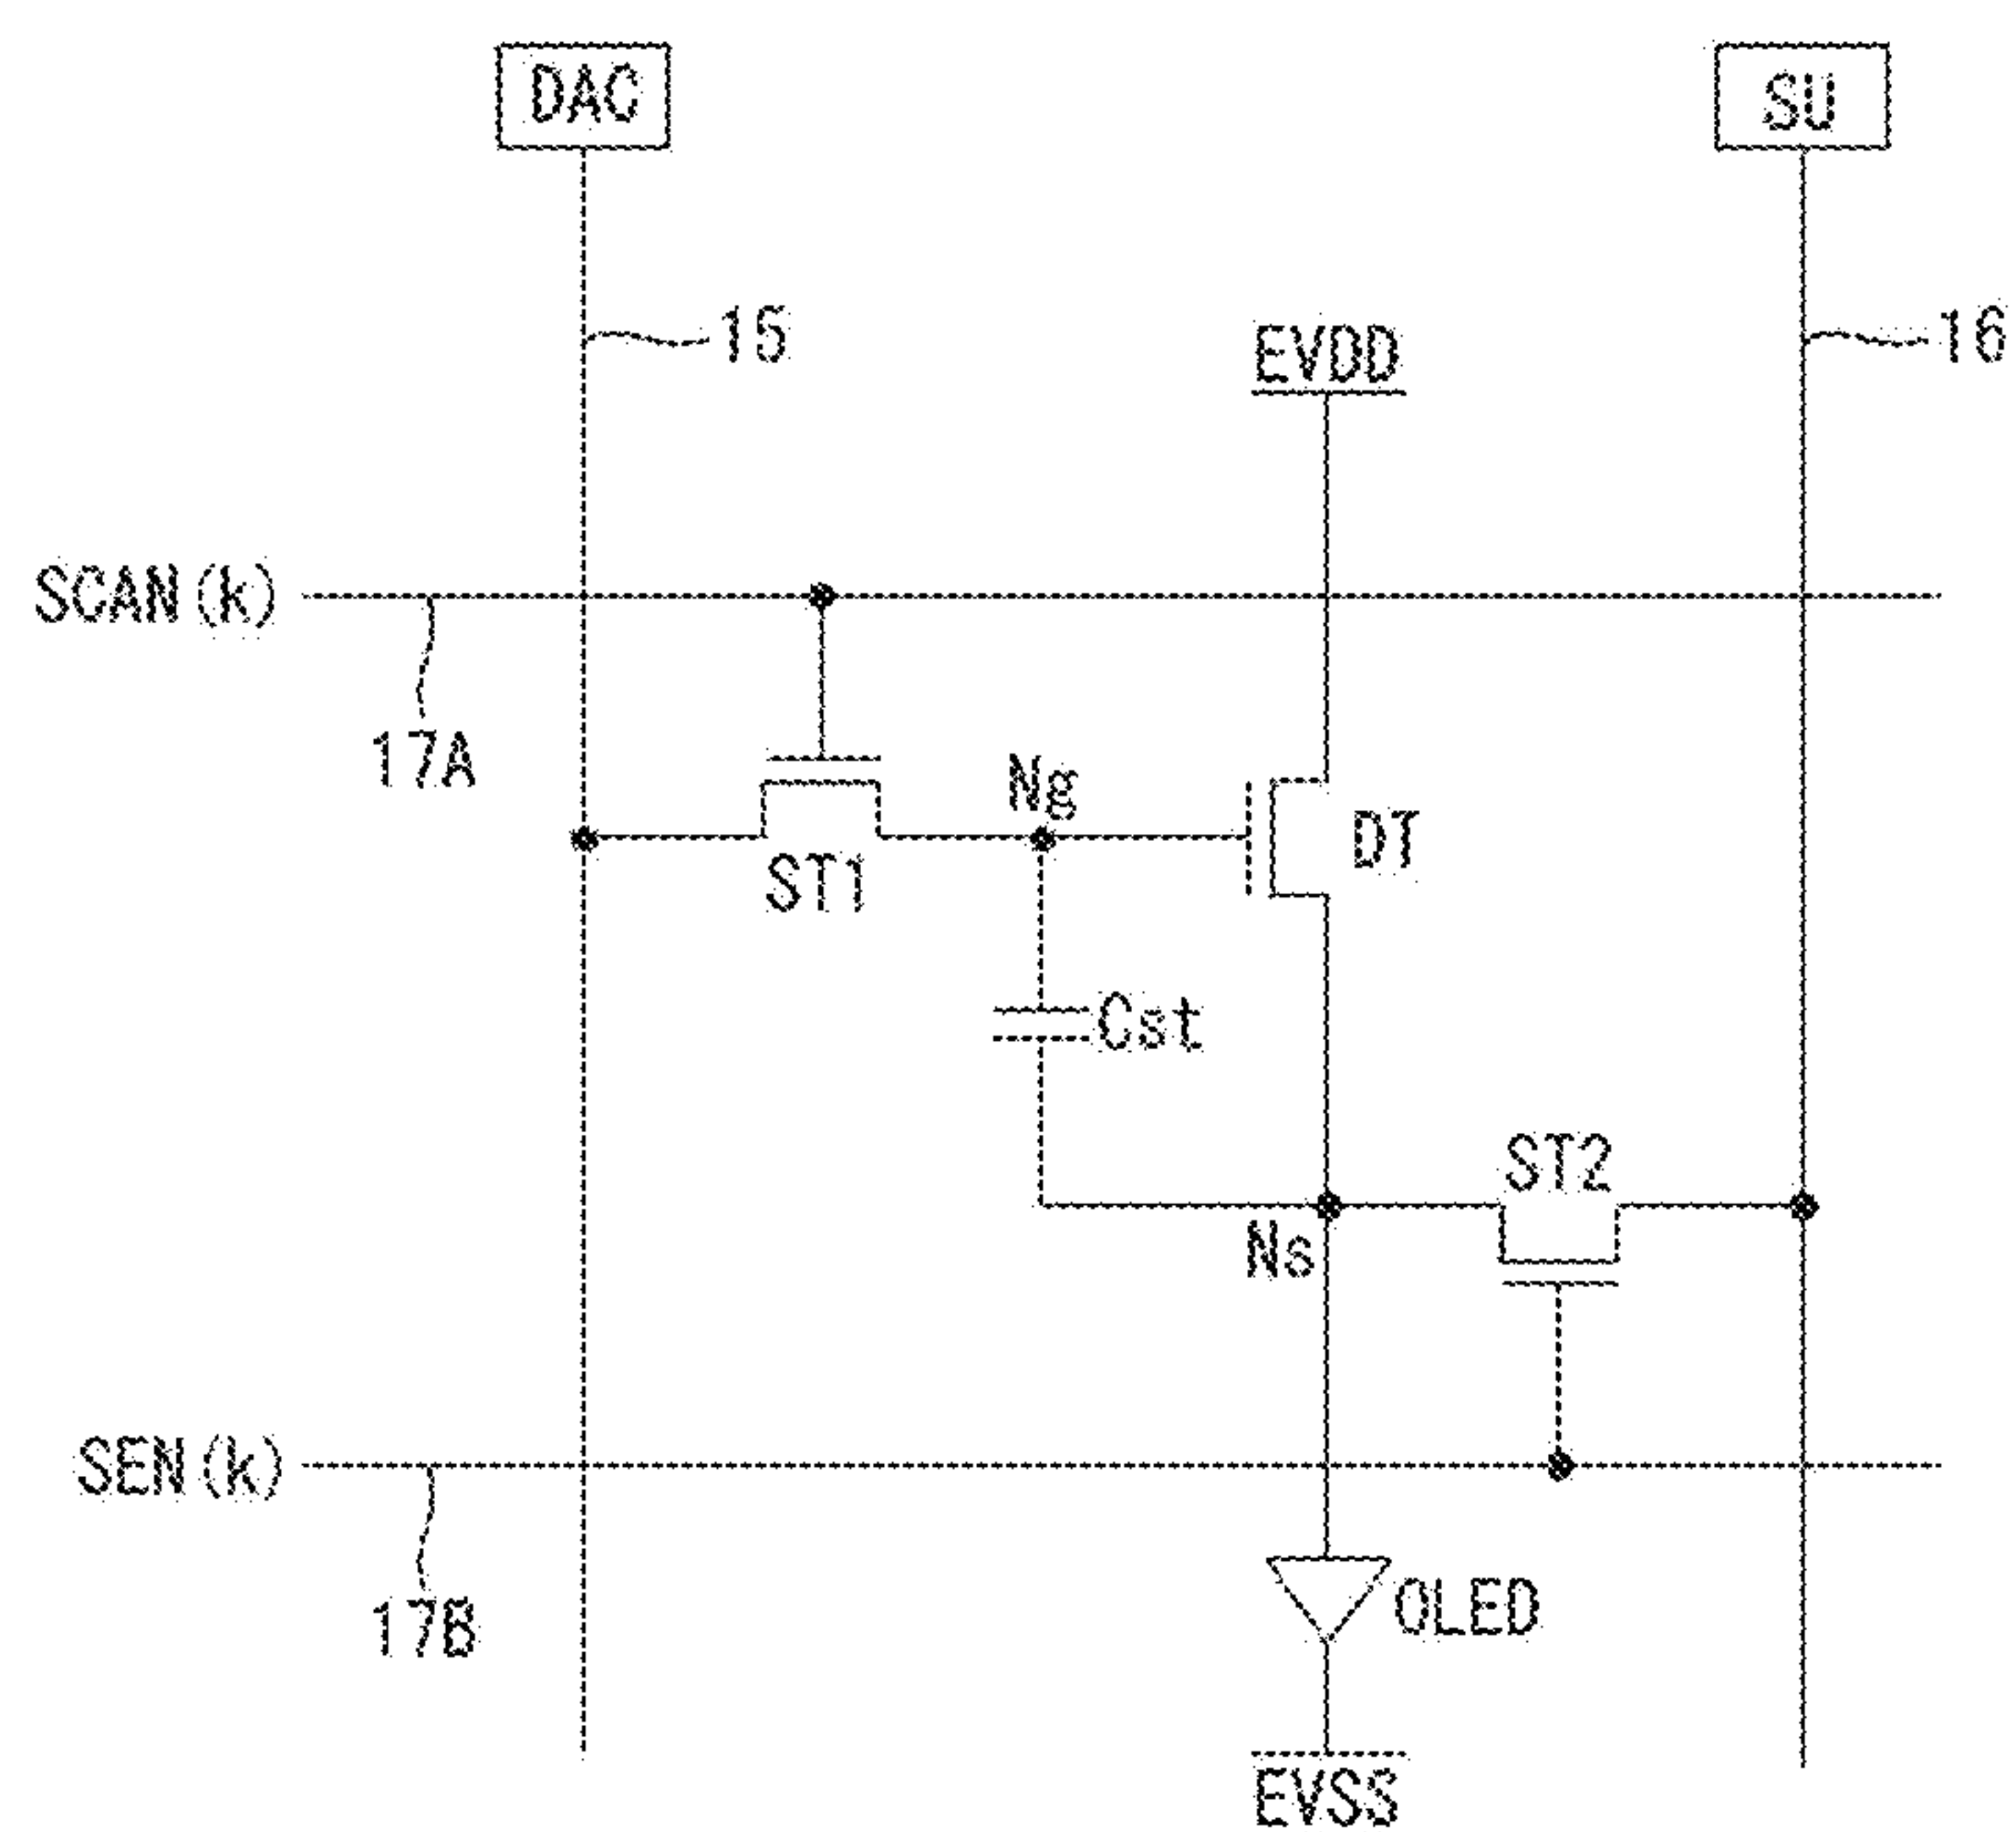 DAC
SU
15
EVDD
16
SCAN(k)
17A
Ng
DT
ST1
Cst
ST2
Ns
SEN(k)
17B
OLED
EVSS